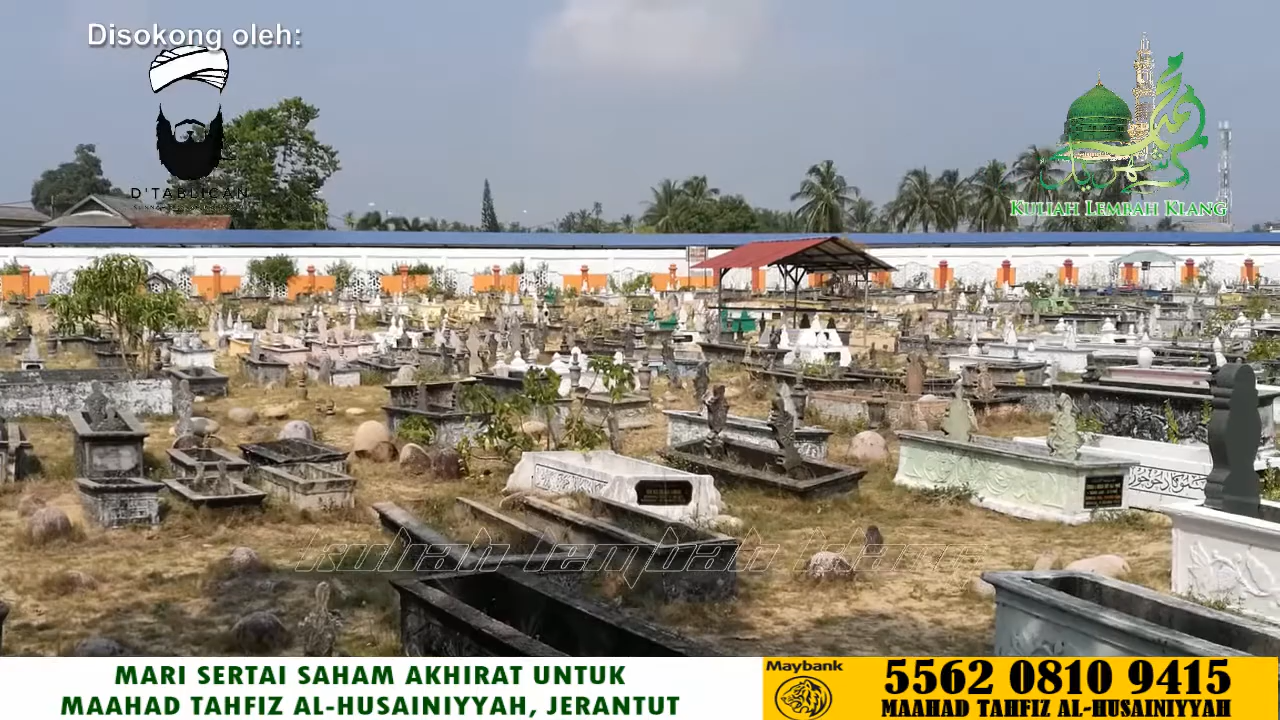 Disokong oleh:
D'TABLIGAN
KULIAH LEMBAH KLANG
kuliah lembah klang
MARI SERTAI SAHAM AKHIRAT UNTUK
MAAHAD TAHFIZ AL-HUSAINIYYAH, JERANTUT
Maybank
5562 0810 9415
MAAHAD TAHFIZ AL-HUSAINIYYAH